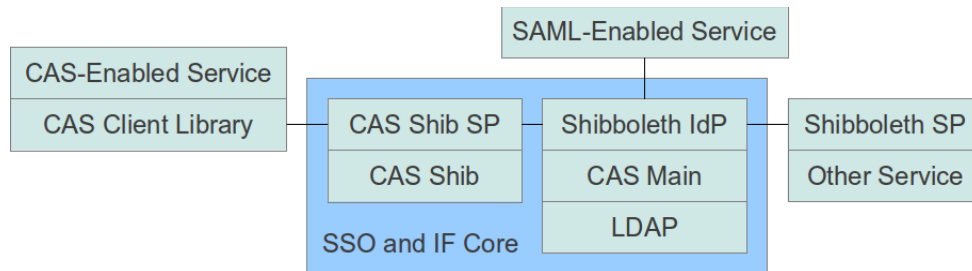 SAML-Enabled Service
CAS-Enabled Service
CAS Client Library
CAS Shib SP
CAS Shib
Shibboleth IdP
CAS Main
LDAP
Shibboleth SP
Other Service
SSO and IF Core